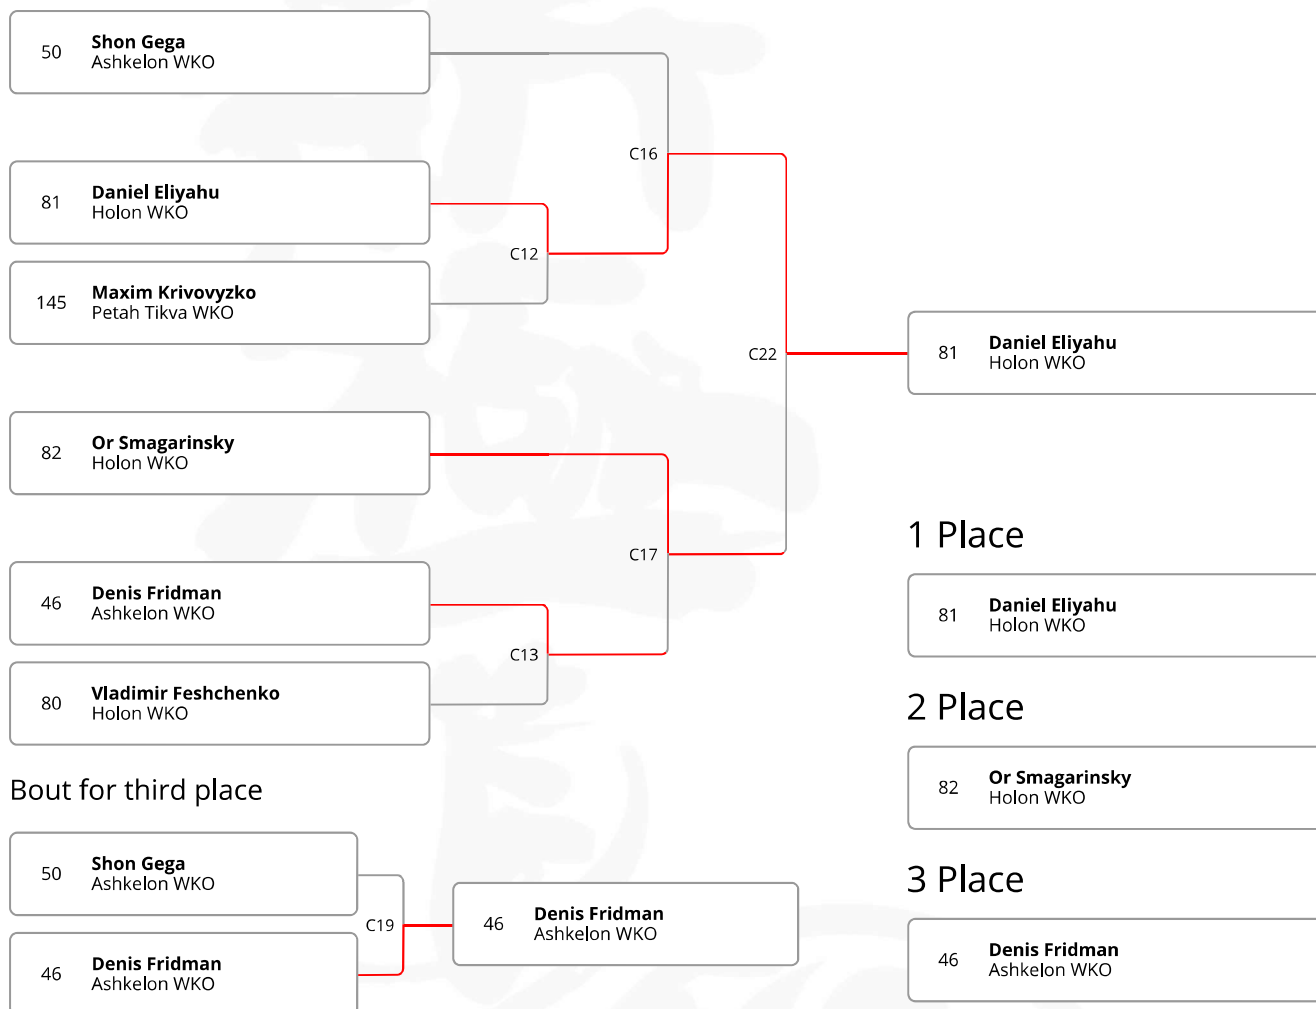 50
Shon Gega
Ashkelon WKO
C16
81
Daniel Eliyahu
Holon WKO
C12
145
Maxim Krivovyzko
Petah Tikva WKO
C22
81
Daniel Eliyahu
Holon WKO
82
Or Smagarinsky
Holon WKO
C17
46
Denis Fridman
Ashkelon WKO
C13
80
Vladimir Feshchenko
Holon WKO
1 Place
81
Daniel Eliyahu
Holon WKO
2 Place
82
Or Smagarinsky
Holon WKO
3 Place
46
Denis Fridman
Ashkelon WKO
Bout for third place
50
Shon Gega
Ashkelon WKO
C19
46
Denis Fridman
Ashkelon WKO
46
Denis Fridman
Ashkelon WKO